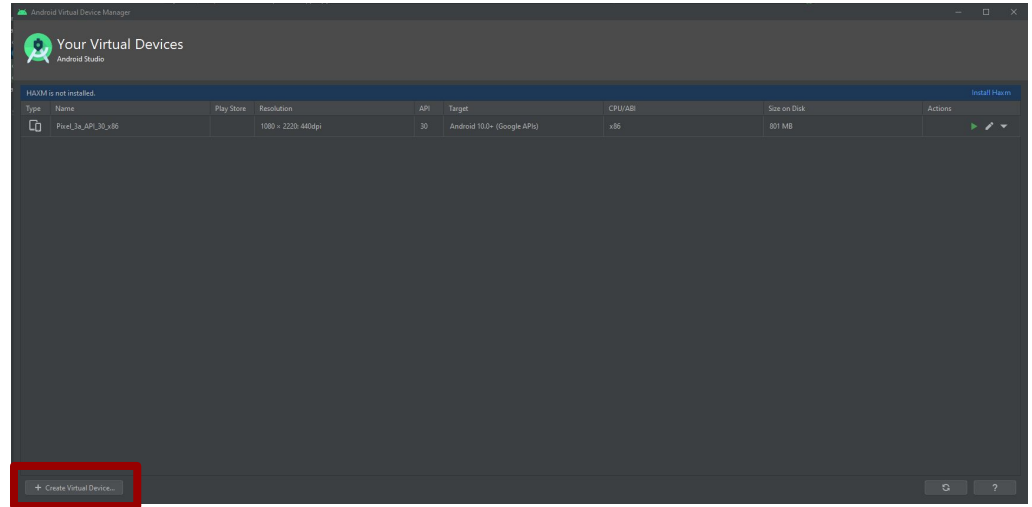 Android Virtual Device Manager
Your Virtual Devices
Android Studio
HAXM is not installed. Install Haxm
Type Name Play Store Resolution API Target CPU/ABI Size on Disk Actions
Pixel_3a_API_30_x86 1080 × 2220: 440dpi 30 Android 10.0+ (Google APIs) x86 801 MB
+ Create Virtual Device... ?